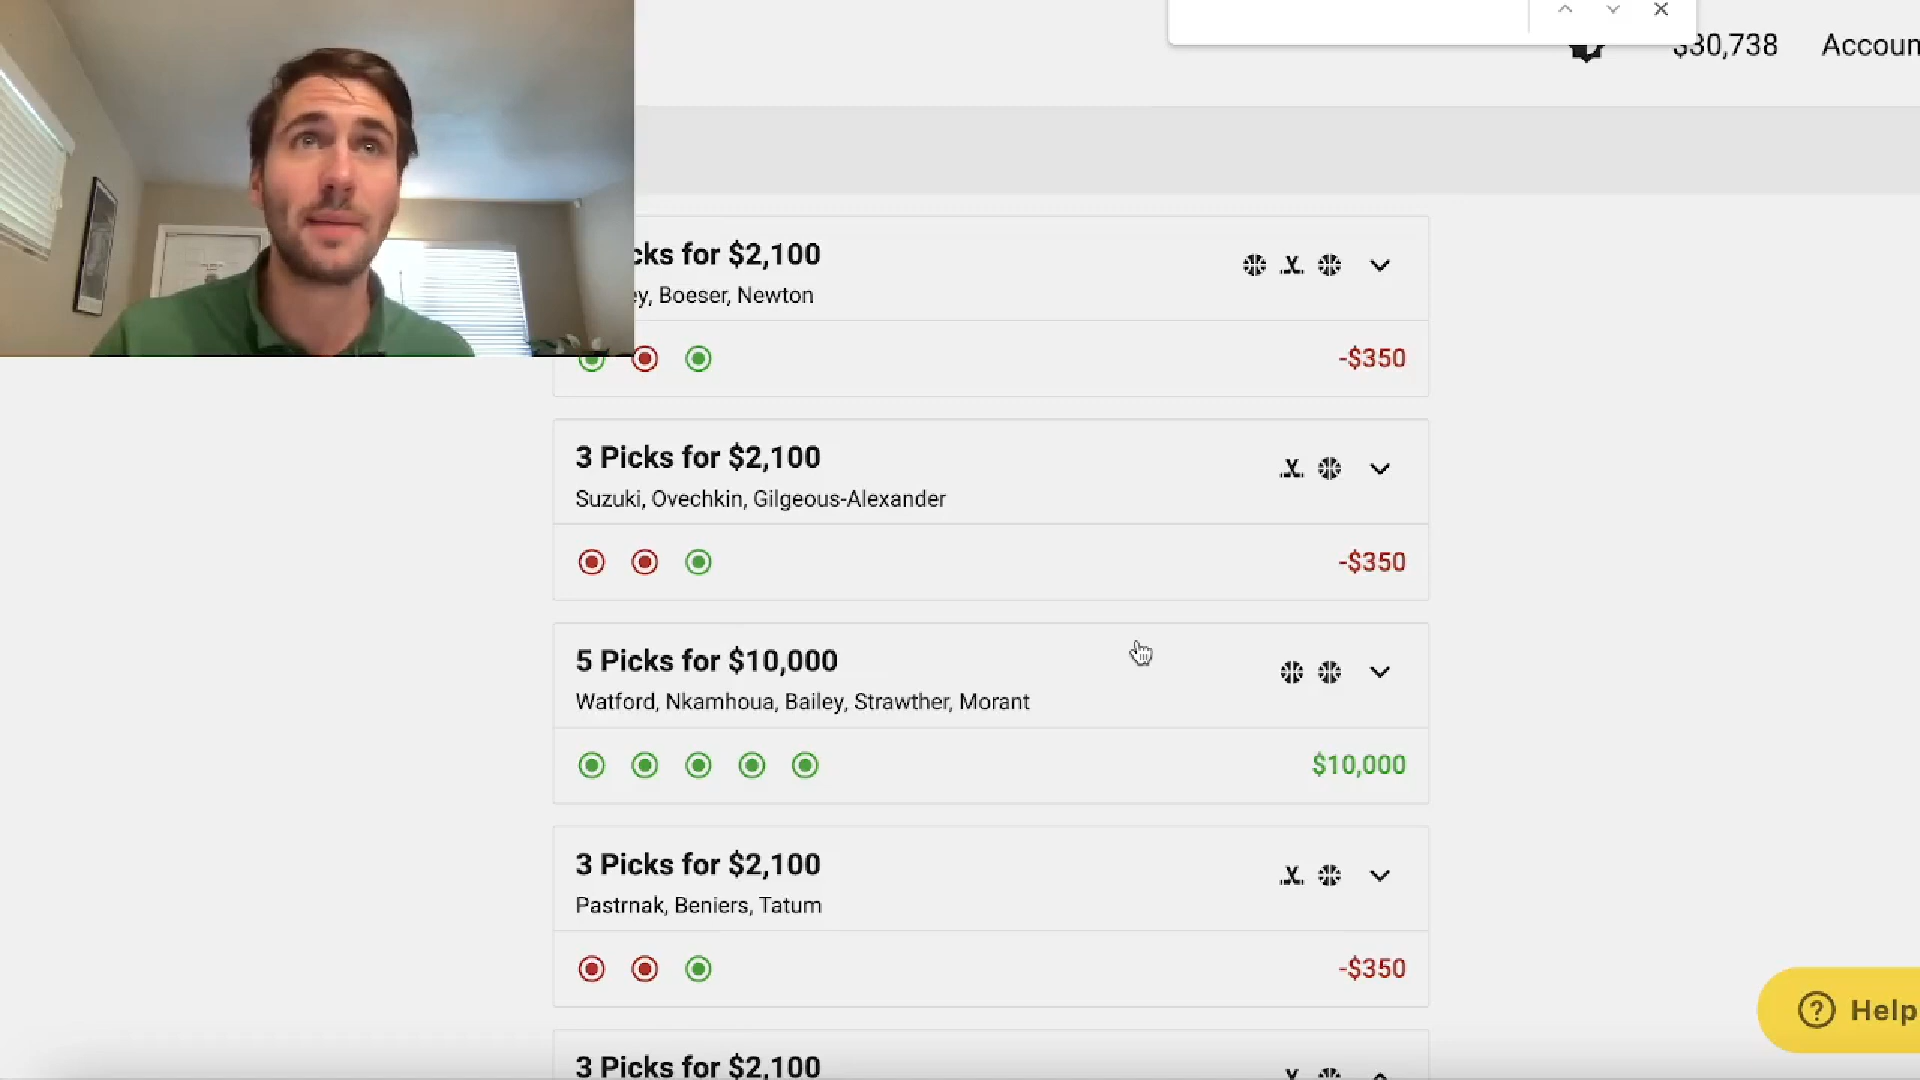 $30,738 Accoun
cks for $2,100
ey, Boeser, Newton
-$350
3 Picks for $2,100
Suzuki, Ovechkin, Gilgeous-Alexander
-$350
5 Picks for $10,000
Watford, Nkamhoua, Bailey, Strawther, Morant
$10,000
3 Picks for $2,100
Pastrnak, Beniers, Tatum
-$350
Help
3 Picks for $2,100